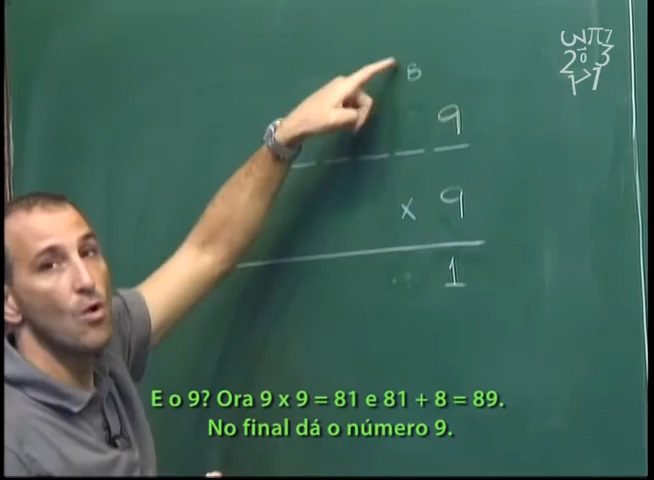 8
9
x 9
1
E o 9? Ora 9 x 9 = 81 e 81 + 8 = 89.
No final dá o número 9.